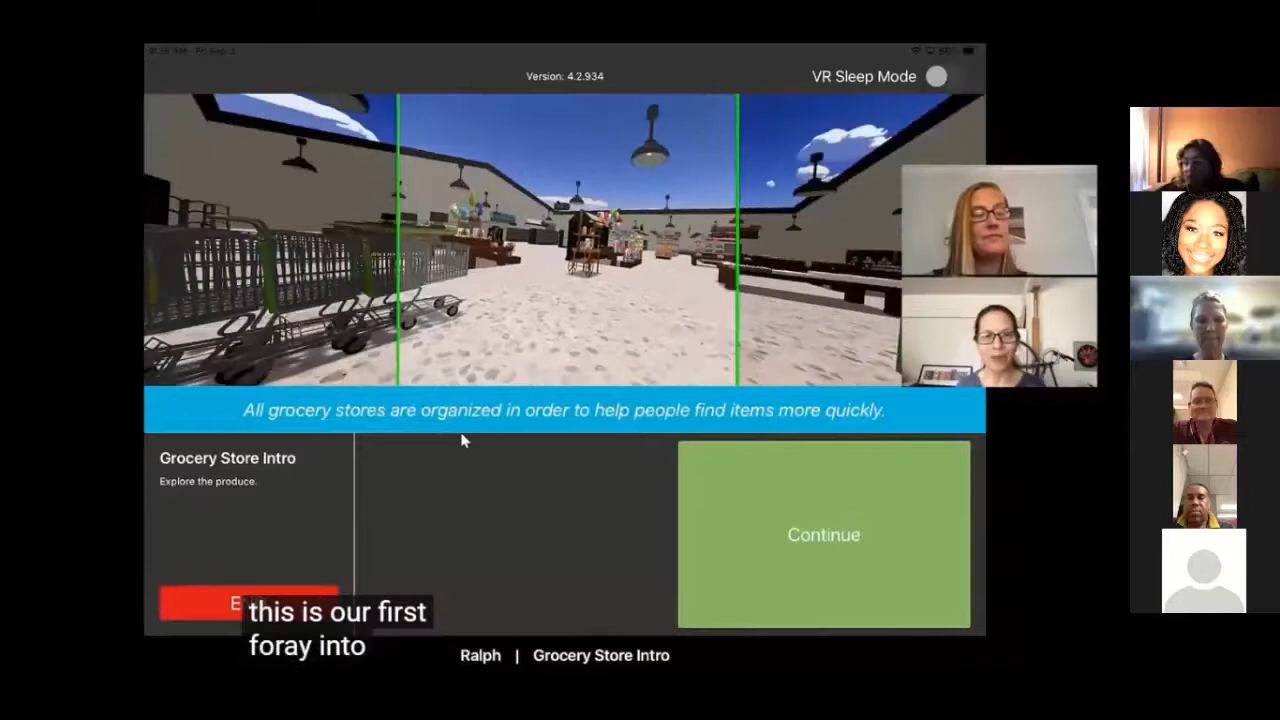 Version: 4.2.934
VR Sleep Mode
All grocery stores are organized in order to help people find items more quickly.
Grocery Store Intro
Explore the produce.
Continue
this is our first
foray into
Ralph | Grocery Store Intro